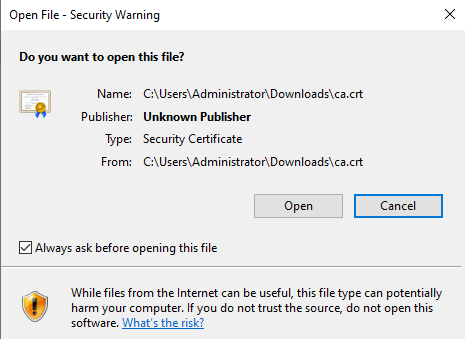 Open File - Security Warning
Do you want to open this file?
Name: C:\Users\Administrator\Downloads\ca.crt
Publisher: Unknown Publisher
Type: Security Certificate
From: C:\Users\Administrator\Downloads\ca.crt
Open Cancel
Always ask before opening this file
While files from the Internet can be useful, this file type can potentially
harm your computer. If you do not trust the source, do not open this
software. What's the risk?